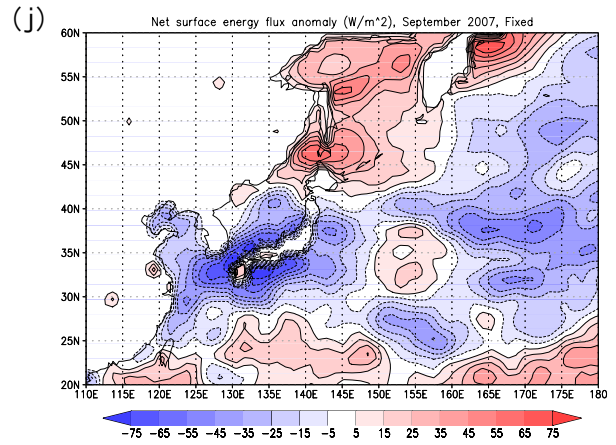 (j)
Net surface energy flux anomaly (W/m^2), September 2007, Fixed
60N
55N
50N
45N
40N
35N
30N
25N
20N
110E 115E 120E 125E 130E 135E 140E 145E 150E 155E 160E 165E 170E 175E 180
-75 -65 -55 -45 -35 -25 -15 -5 5 15 25 35 45 55 65 75